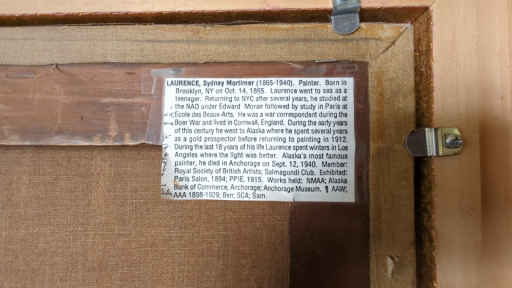 LAURENCE, Sydney Mortimer (1865-1940). Painter. Born in
Brooklyn, NY on Oct. 14, 1865. Laurence went to sea as a
teenager. Returning to NYC after several years, he studied at
the NAD under Edward Moran followed by study in Paris at
Ecole des Beaux-Arts. He was a war correspondent during the
Boer War and lived in Cornwall, England. During the early years
of this century he went to Alaska where he spent several years
as a gold prospector before returning to painting in 1912.
During the last 18 years of his life Laurence spent winters in Los
Angeles where the light was better. Alaska's most famous
painter, he died in Anchorage on Sept. 12, 1940. Member:
Royal Society of British Artists; Salmagundi Club. Exhibited:
Paris Salon, 1894; PPIE, 1915. Works held: NMAA; Alaska
Bank of Commerce, Anchorage; Anchorage Museum. ¶ AAW;
AAA 1898-1929; Ben; SCA; Sam.